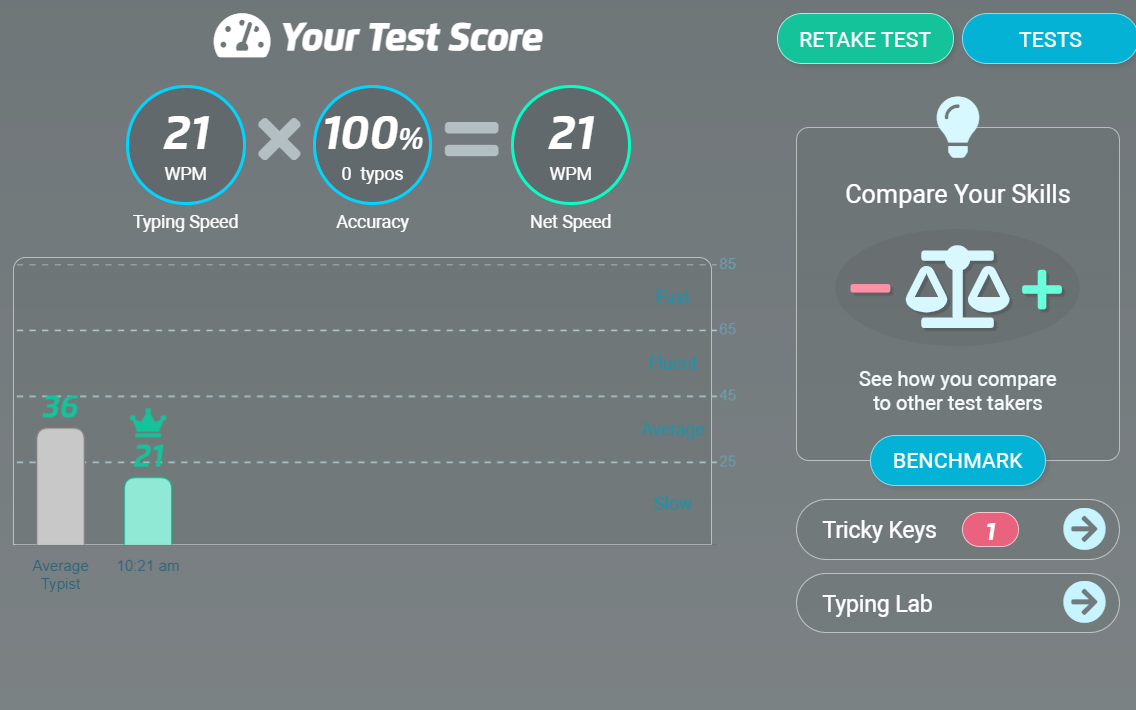 Your Test Score
RETAKE TEST
TESTS
21
WPM
Typing Speed
100%
0 typos
Accuracy
21
WPM
Net Speed
85
Fast
65
Fluent
45
Average
25
Slow
36
21
Average
Typist
10:21 am
Compare Your Skills
See how you compare
to other test takers
BENCHMARK
Tricky Keys 1
Typing Lab